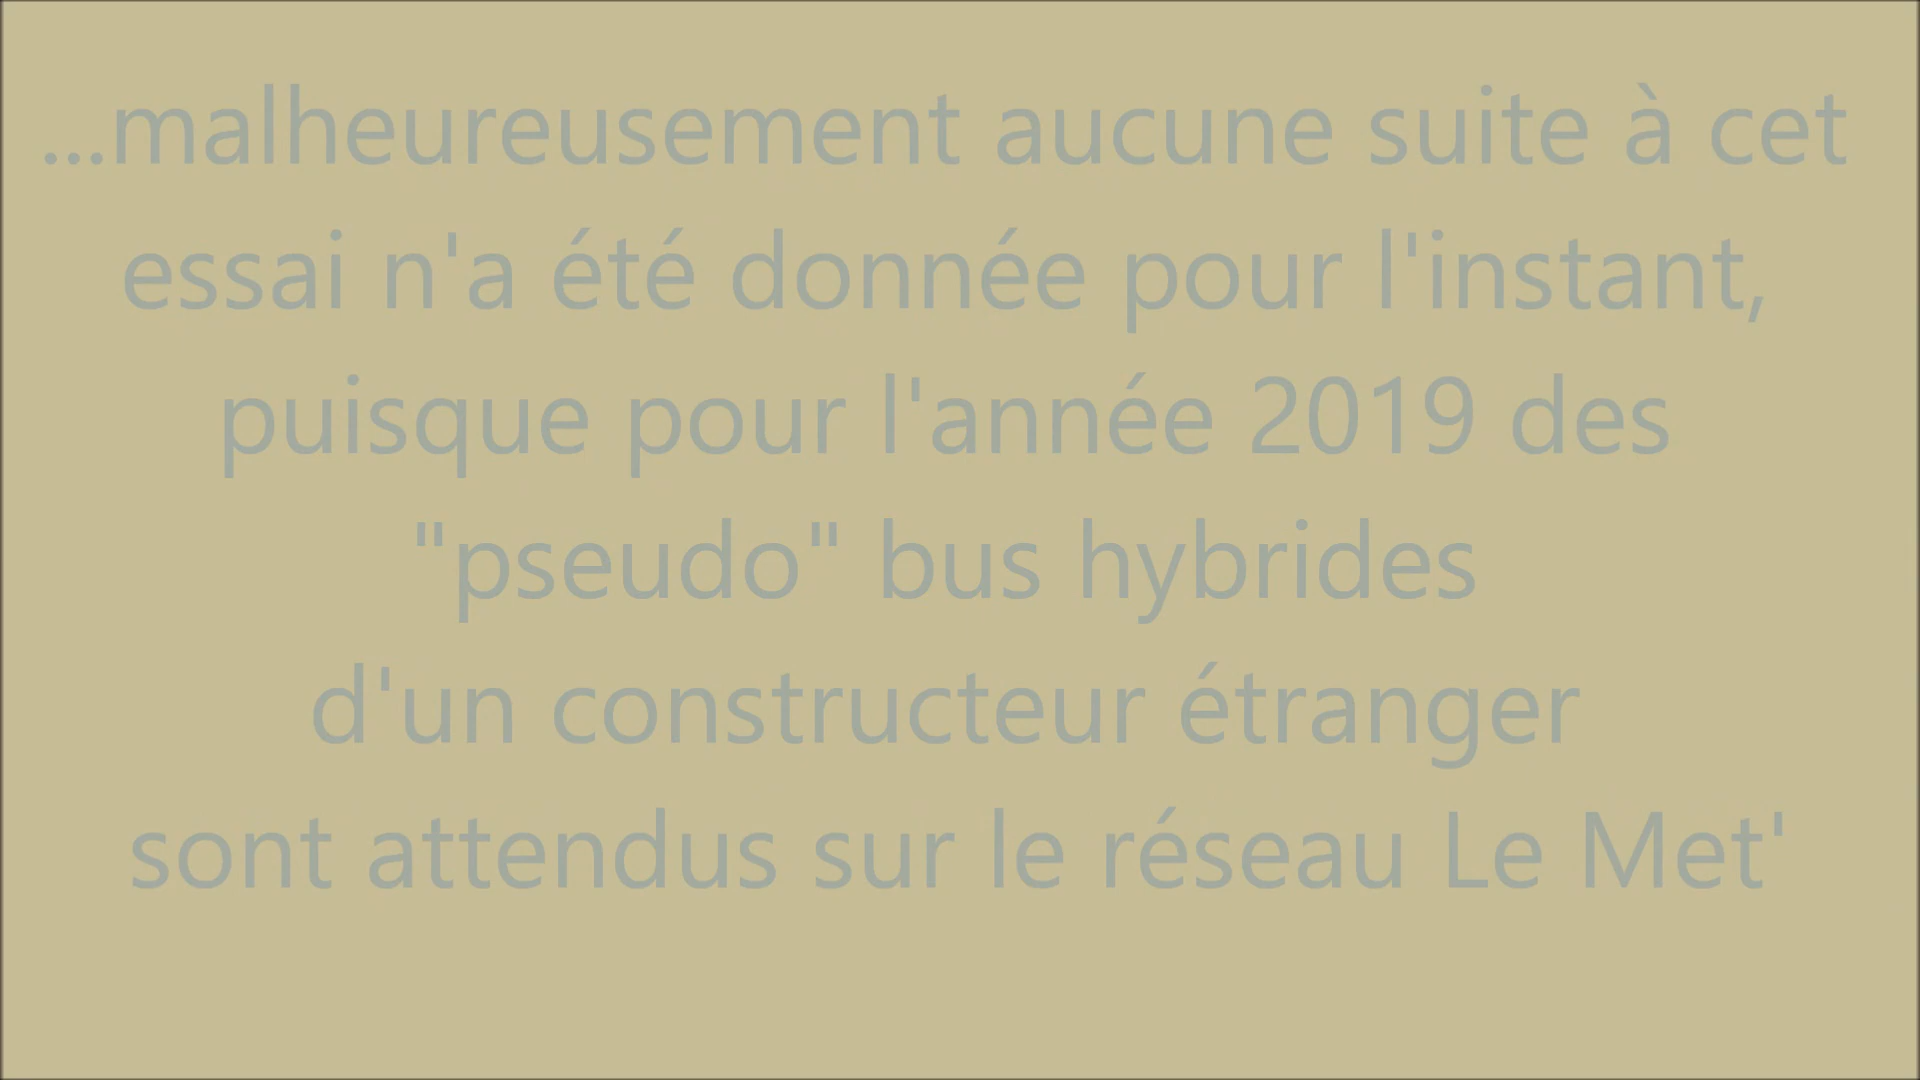 ...malheureusement aucune suite à cet
essai n'a été donnée pour l'instant,
puisque pour l'année 2019 des
"pseudo" bus hybrides
d'un constructeur étranger
sont attendus sur le réseau Le Met'